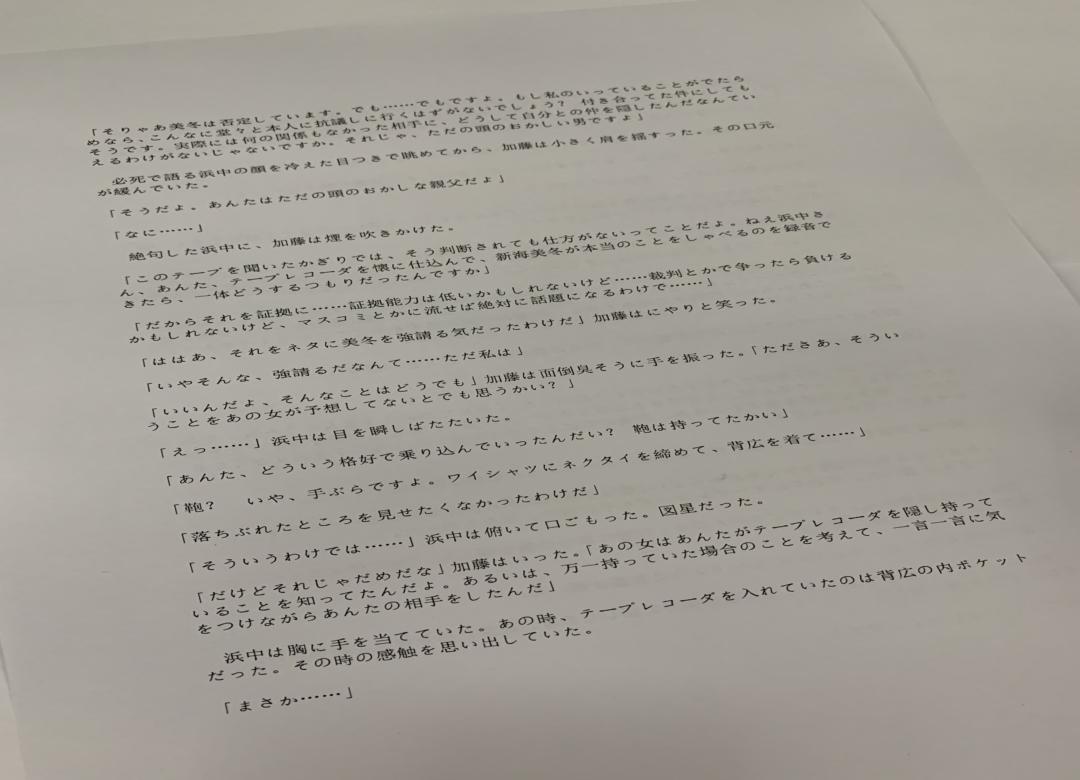 「そりゃあ美冬は否定しています。でも……でもですよ。もし私のいっていることがでたら
めなら、こんなに堂々と本人に抗議しに行くはずがないでしょう？　付き合ってた件にしても
そうです。実際には何の関係もなかった相手に、どうして自分との仲を隠したんだなんてい
えるわけがないじゃないですか。それじゃ、ただの頭のおかしい男ですよ」
　必死で語る浜中の顔を冷えた目つきで眺めてから、加藤は小さく肩を揺すった。その口元
が緩んでいた。
「そうだよ。あんたはただの頭のおかしな親父だよ」
「なに……」
　絶句した浜中に、加藤は煙を吹きかけた。
「このテープを聞いたかぎりでは、そう判断されても仕方がないってことだよ。ねえ浜中さ
ん、あんた、テープレコーダを懐に仕込んで、新海美冬が本当のことをしゃべるのを録音で
きたら、一体どうするつもりだったんですか」
「だからそれを証拠に……証拠能力は低いかもしれないけど……裁判とかで争ったら負ける
かもしれないけど、マスコミとかに流せば絶対に話題になるわけで……」
「ははあ、それをネタに美冬を強請る気だったわけだ」加藤はにやりと笑った。
「いやそんな、強請るだなんて……ただ私は」
「いいんだよ、そんなことはどうでも」加藤は面倒臭そうに手を振った。「たださあ、そうい
うことをあの女が予想してないとでも思うかい？」
「えっ……」浜中は目を瞬しばたたいた。
「あんた、どういう格好で乗り込んでいったんだい？　鞄は持ってたかい」
「鞄？　いや、手ぶらですよ。ワイシャツにネクタイを締めて、背広を着て……」
「落ちぶれたところを見せたくなかったわけだ」
「そういうわけでは……」浜中は俯いて口ごもった。図星だった。
「だけどそれじゃだめだな」加藤はいった。「あの女はあんたがテープレコーダを隠し持って
いることを知ってたんだよ。あるいは、万一持っていた場合のことを考えて、一言一言に気
をつけながらあんたの相手をしたんだ」
　浜中は胸に手を当てていた。あの時、テープレコーダを入れていたのは背広の内ポケット
だった。その時の感触を思い出していた。
「まさか……」